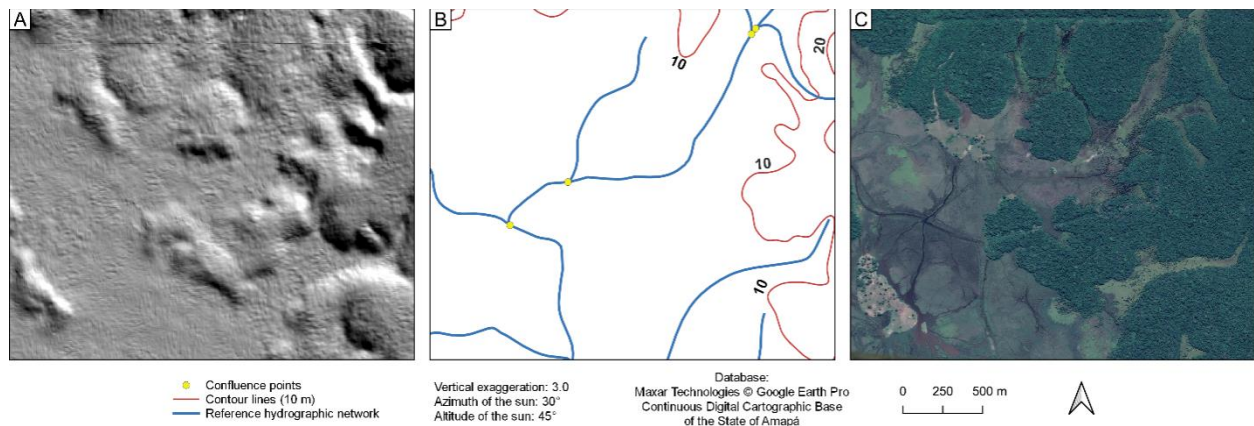 A
B
C
10
20
10
10
Confluence points
Contour lines (10 m)
Reference hydrographic network
Vertical exaggeration: 3.0
Azimuth of the sun: 30°
Altitude of the sun: 45°
Database:
Maxar Technologies © Google Earth Pro
Continuous Digital Cartographic Base
of the State of Amapá
0 250 500 m